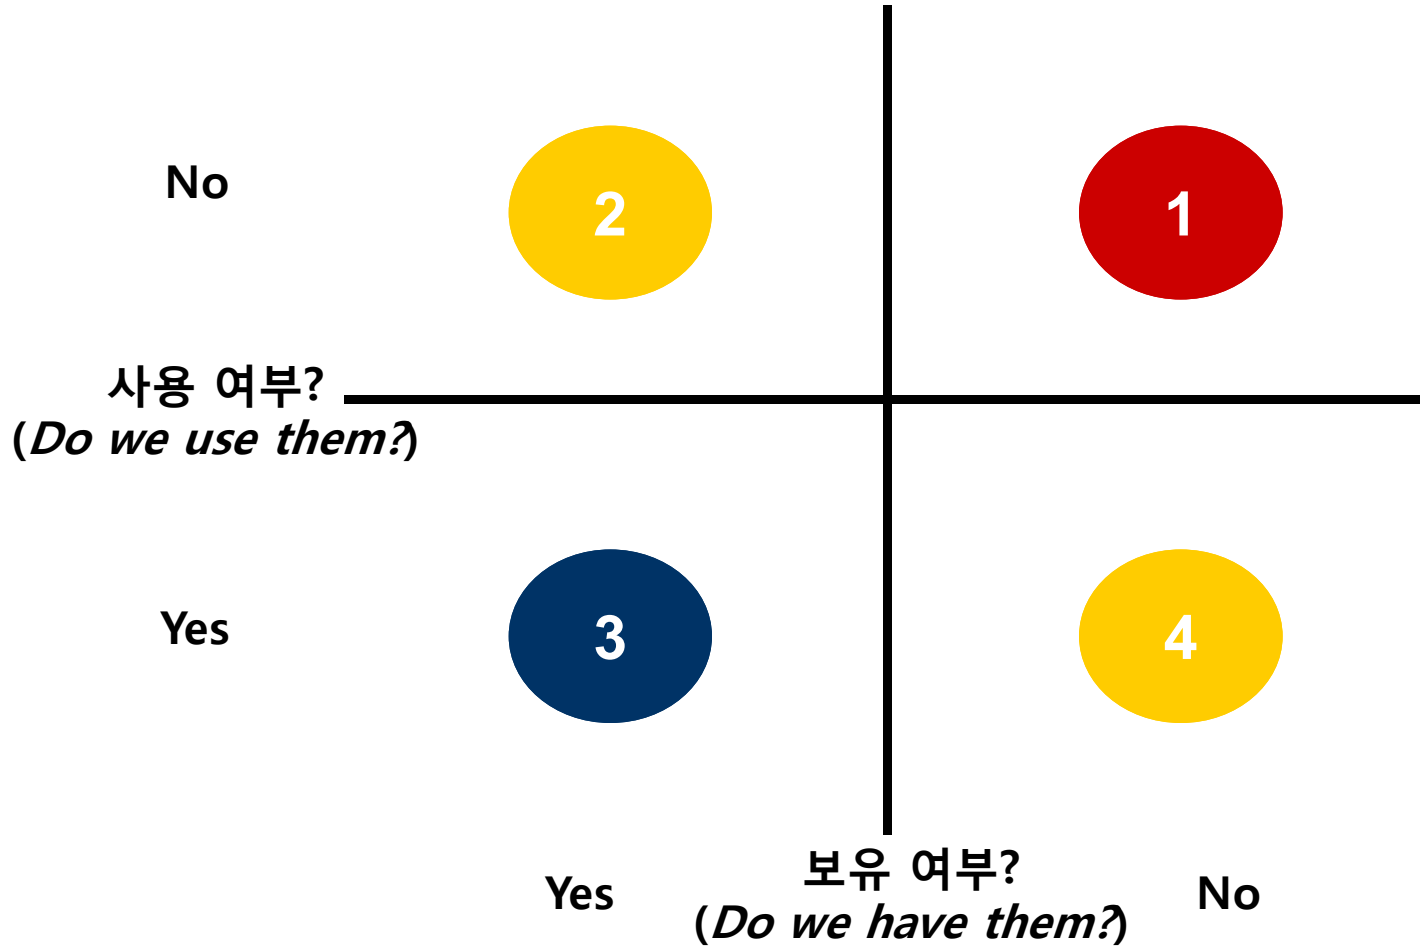 No
2
1
사용 여부?
(Do we use them?)
Yes
3
4
보유 여부?
Yes
(Do we have them?)
No